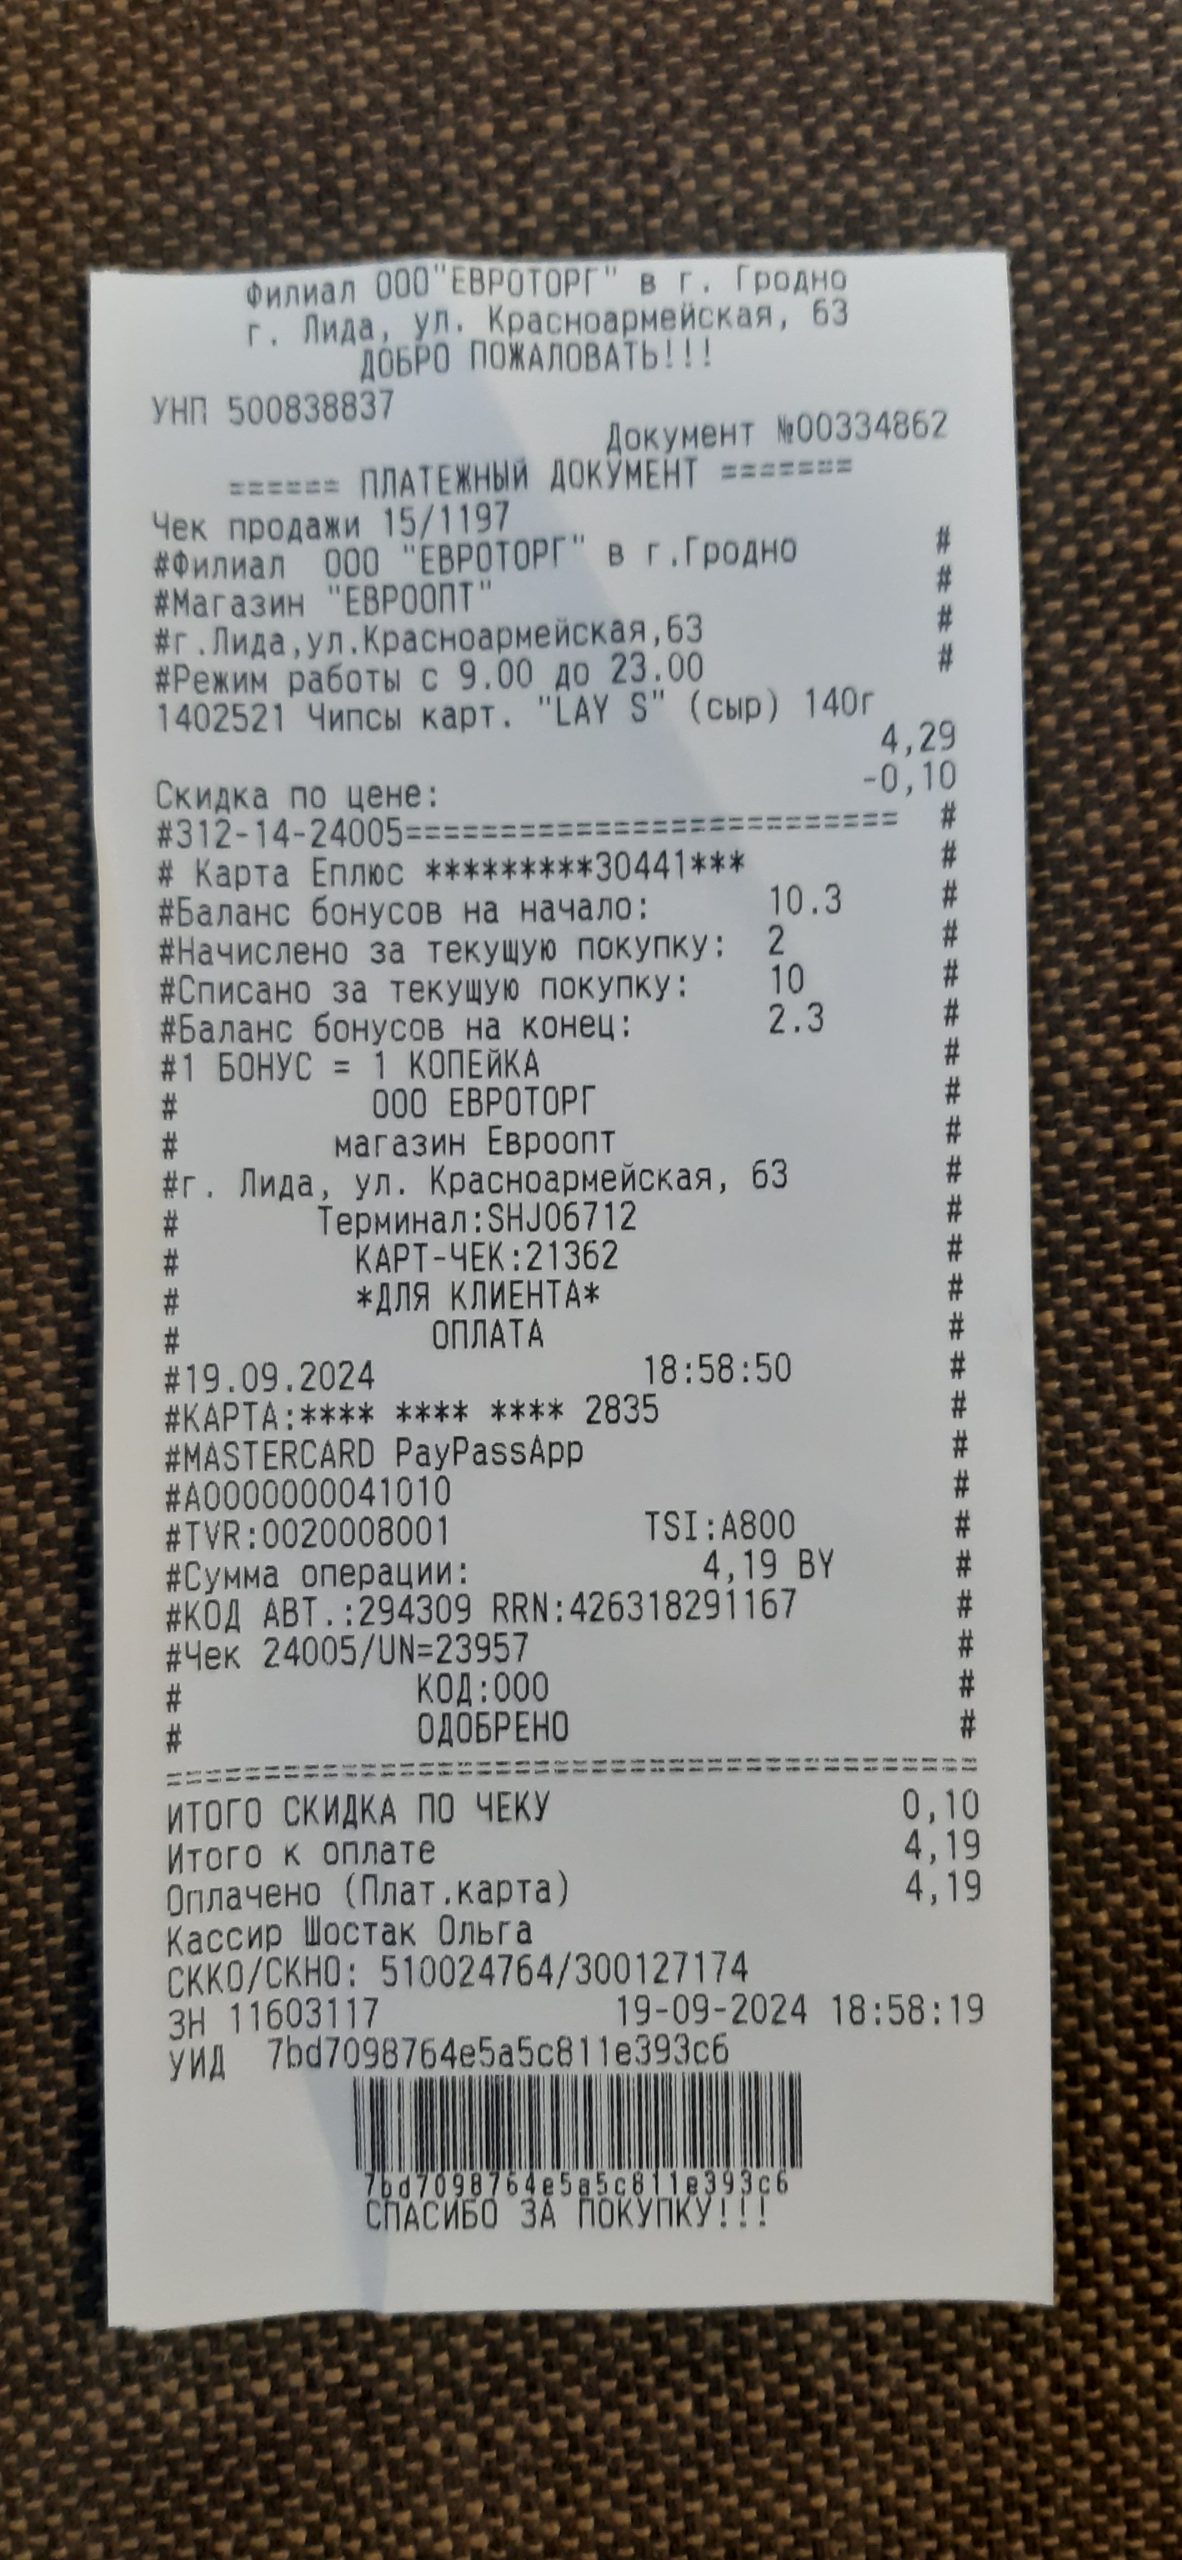 Филиал ООО"ЕВРОТОРГ" в г. Гродно
г. Лида, ул. Красноармейская, 63
ДОБРО ПОЖАЛОВАТЬ!!!
УНП 500838837
Документ №00334862
====== ПЛАТЕЖНЫЙ ДОКУМЕНТ =======
Чек продажи 15/1197
#Филиал ООО "ЕВРОТОРГ" в г.Гродно #
#Магазин "ЕВРООПТ" #
#г.Лида,ул.Красноармейская,63 #
#Режим работы с 9.00 до 23.00 #
1402521 Чипсы карт. "LAY S" (сыр) 140г
4,29
Скидка по цене: -0,10
#312-14-24005========================== #
# Карта Еплюс *********30441*** #
#Баланс бонусов на начало: 10.3 #
#Начислено за текущую покупку: 2 #
#Списано за текущую покупку: 10 #
#Баланс бонусов на конец: 2.3 #
#1 БОНУС = 1 КОПЕЙКА #
# ООО ЕВРОТОРГ #
# магазин Евроопт #
#г. Лида, ул. Красноармейская, 63 #
# Терминал:SHJ06712 #
# КАРТ-ЧЕК:21362 #
# *ДЛЯ КЛИЕНТА* #
# ОПЛАТА #
#19.09.2024 18:58:50 #
#КАРТА:**** **** **** 2835 #
#MASTERCARD PayPassApp #
#A0000000041010 #
#TVR:0020008001 TSI:A800 #
#Сумма операции: 4,19 BY #
#КОД АВТ.:294309 RRN:426318291167 #
#Чек 24005/UN=23957 #
# КОД:000 #
# ОДОБРЕНО #
==========================================
ИТОГО СКИДКА ПО ЧЕКУ 0,10
Итого к оплате 4,19
Оплачено (Плат.карта) 4,19
Кассир Шостак Ольга
СККО/СКНО: 510024764/300127174
ЗН 11603117 19-09-2024 18:58:19
УИД 7bd7098764e5a5c811e393c6
7bd7098764e5a5c811e393c6
СПАСИБО ЗА ПОКУПКУ!!!